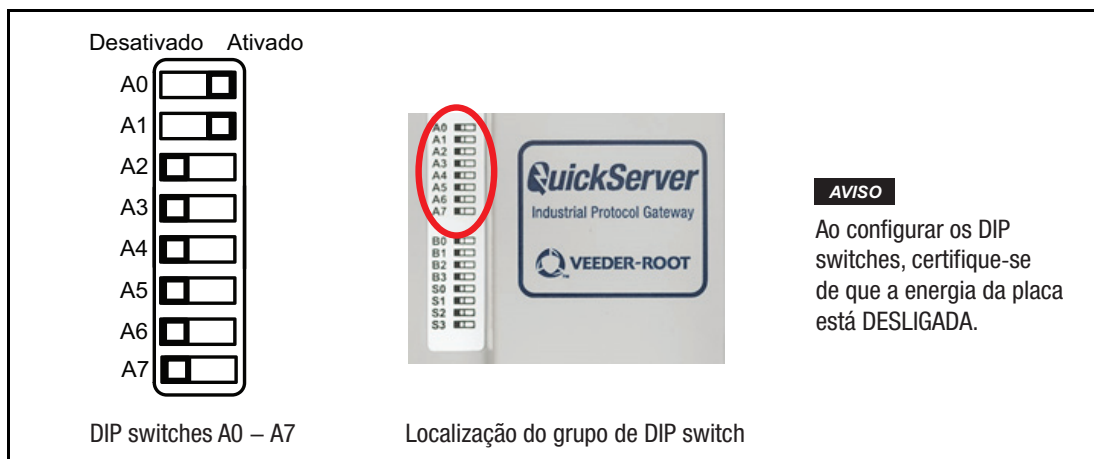 Desativado Ativado
A0
A1
A2
A3
A4
A5
A6
A7
DIP switches A0 – A7
A0
A1
A2
A3
A4
A5
A6
A7
B0
B1
B2
B3
S0
S1
S2
S3
QuickServer
Industrial Protocol Gateway
VEEDER-ROOT
Localização do grupo de DIP switch
AVISO
Ao configurar os DIP
switches, certifique-se
de que a energia da placa
está DESLIGADA.